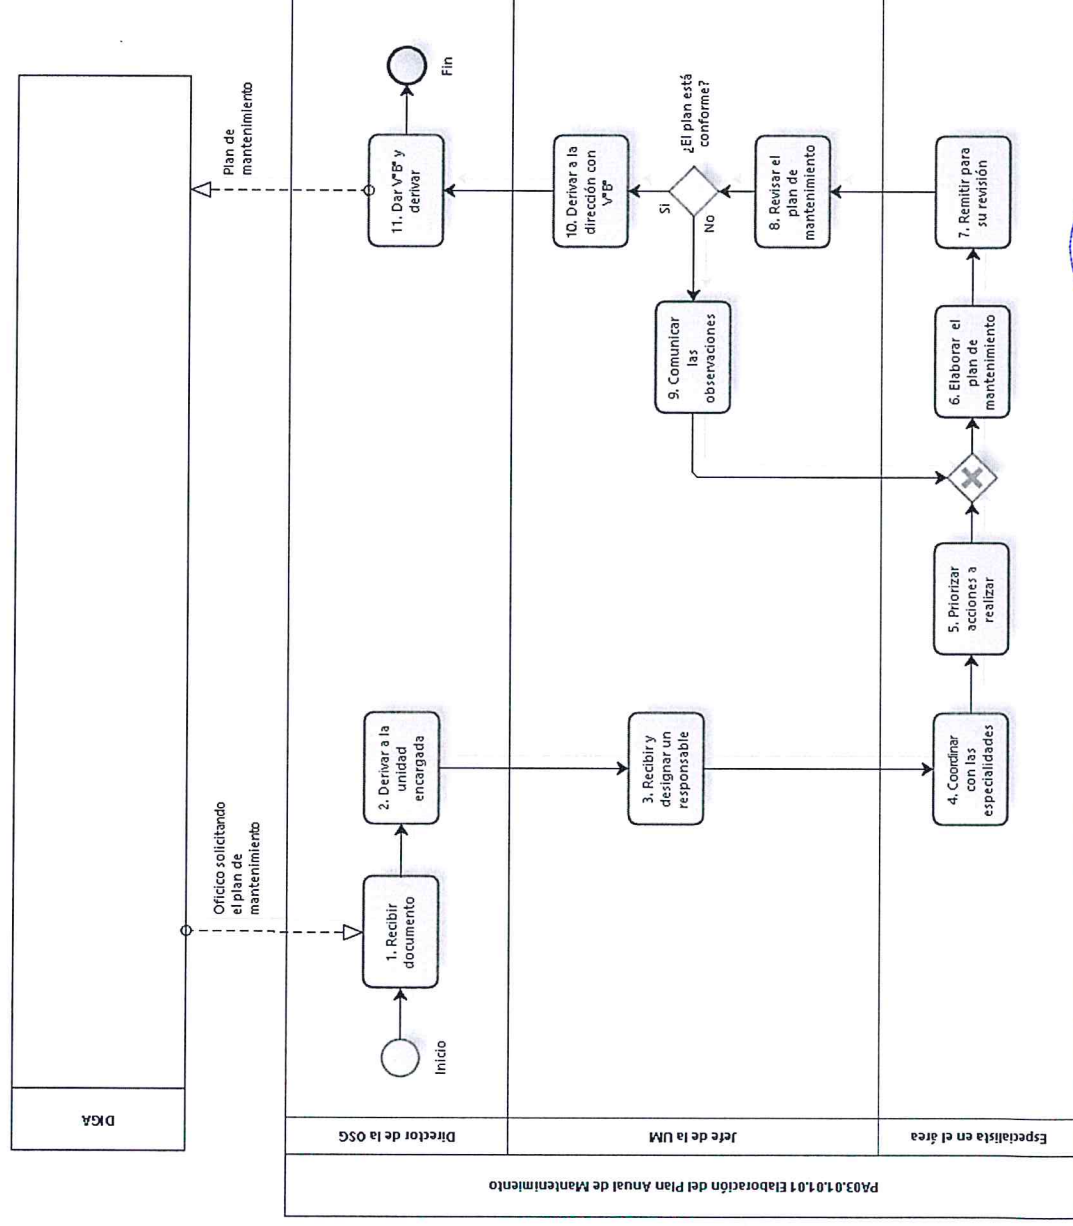 PA03.01.01.01 Elaboración del Plan Anual de Mantenimiento
DIGA
Director de la OSG
Jefe de la UM
Especialista en el área
Inicio
Oficico solicitando
el plan de
mantenimiento
1. Recibir
documento
2. Derivar a la
unidad
encargada
3. Recibir y
designar un
responsable
4. Coordinar
con las
especialidades
5. Priorizar
acciones a
realizar
6. Elaborar el
plan de
mantenimiento
7. Remitir para
su revisión
8. Revisar el
plan de
mantenimiento
¿El plan está
conforme?
Si
No
9. Comunicar
las
observaciones
10. Derivar a la
dirección con
V°B°
11. Dar V°B° y
derivar
Plan de
mantenimiento
Fin